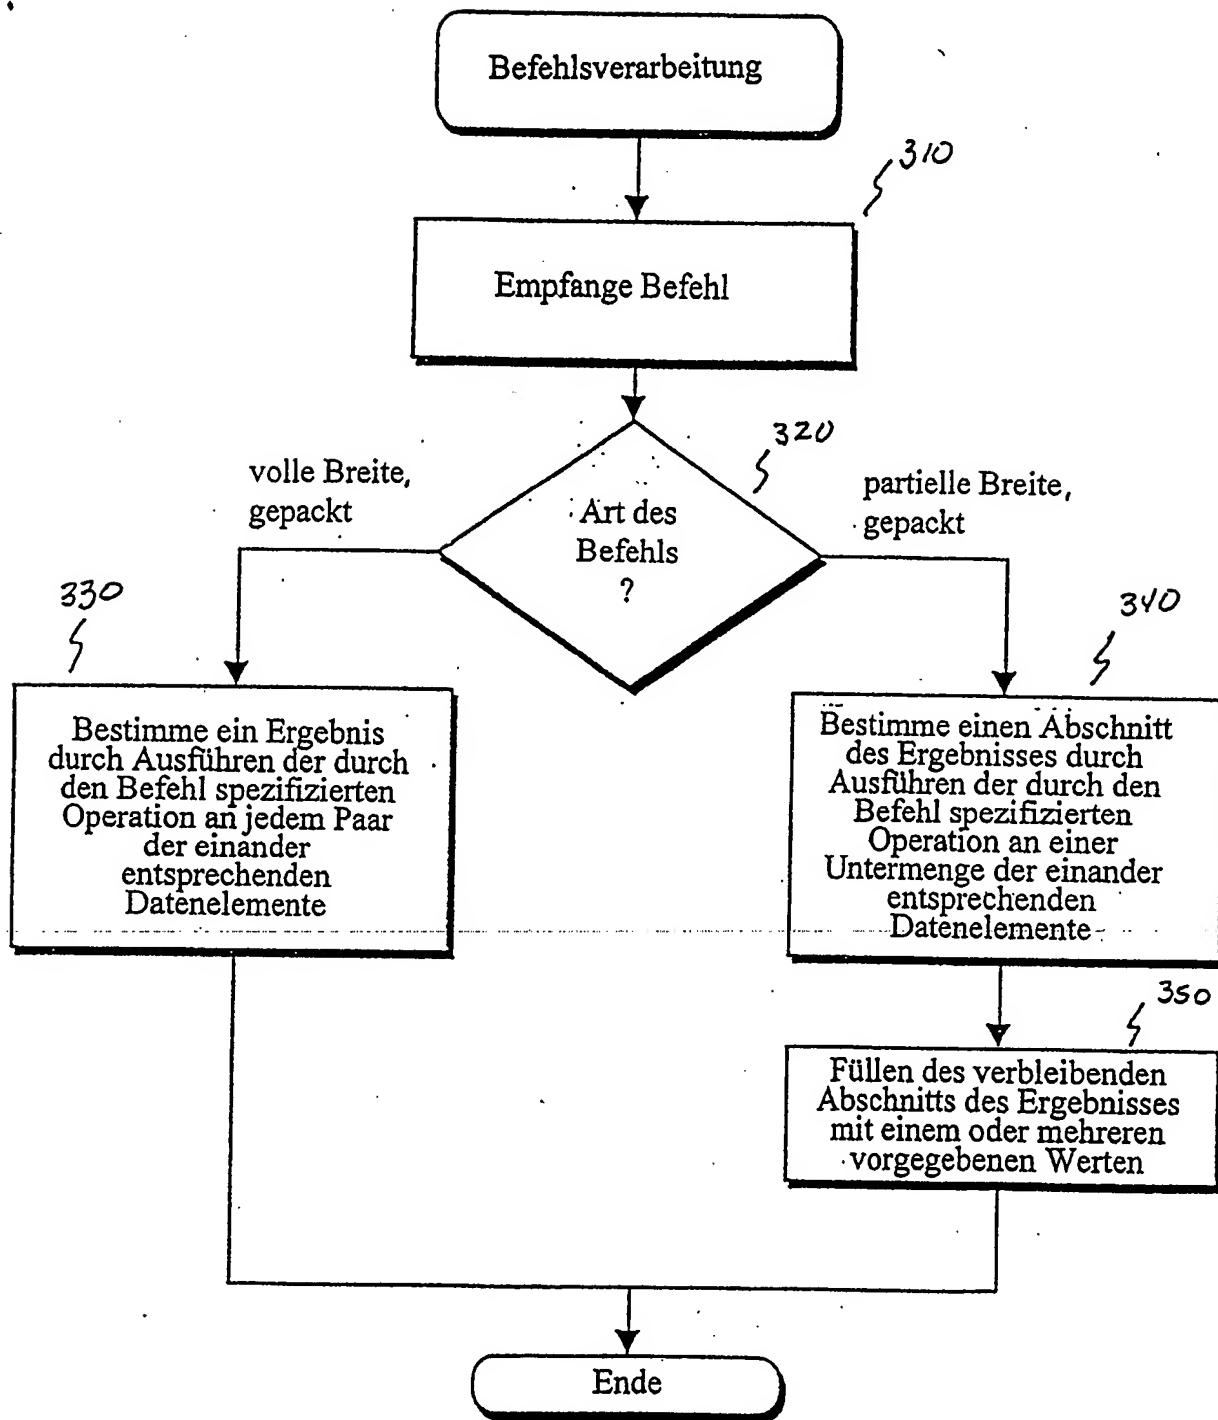 Befehlsverarbeitung
310
Empfange Befehl
320
volle Breite,
gepackt
Art des
Befehls
?
partielle Breite,
gepackt
330
340
Bestimme ein Ergebnis
durch Ausführen der durch
den Befehl spezifizierten
Operation an jedem Paar
der einander
entsprechenden
Datenelemente
Bestimme einen Abschnitt
des Ergebnisses durch
Ausführen der durch den
Befehl spezifizierten
Operation an einer
Untermenge der einander
entsprechenden
Datenelemente
350
Füllen des verbleibenden
Abschnitts des Ergebnisses
mit einem oder mehreren
vorgegebenen Werten
Ende